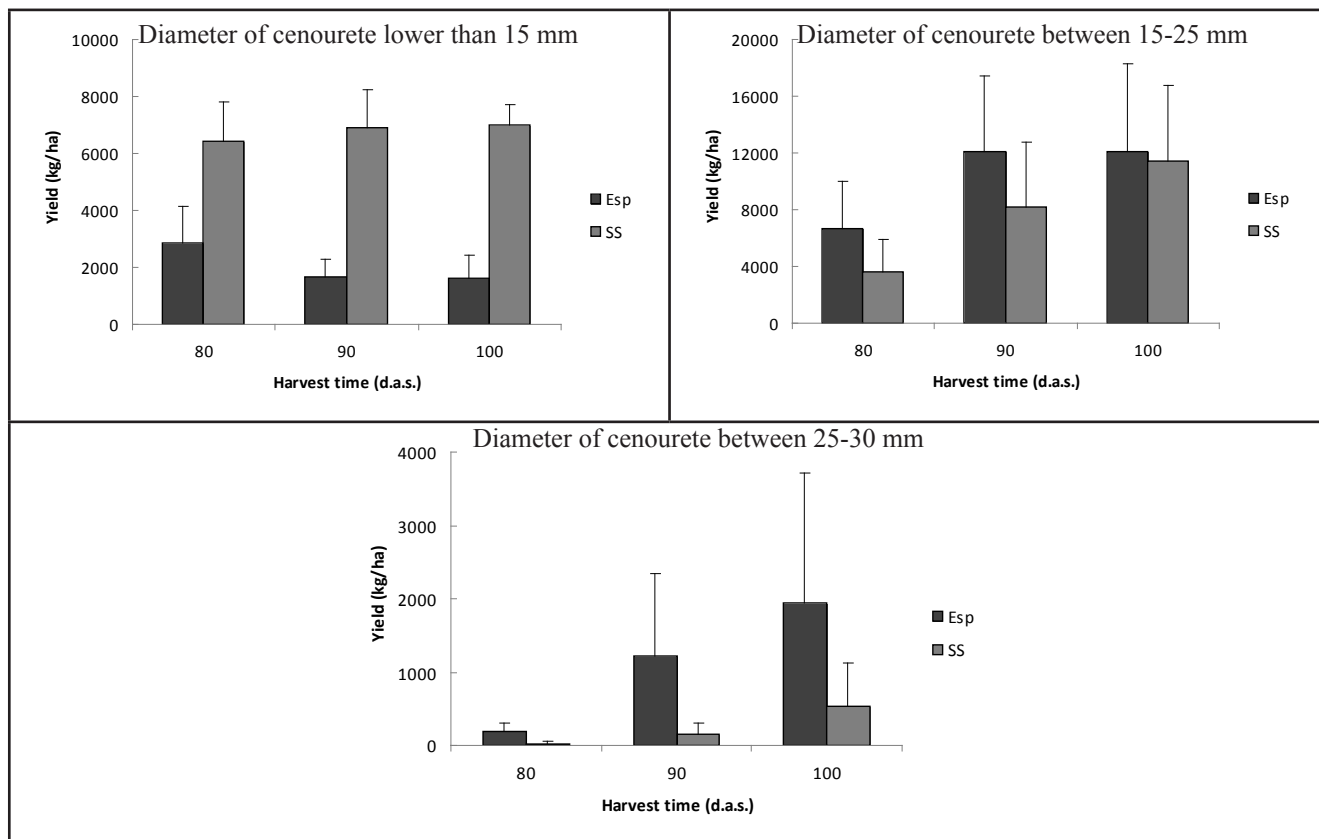 Diameter of cenourete lower than 15 mm
10000
8000
6000
4000
2000
0
Yield (kg/ha)
80 90 100
Harvest time (d.a.s.)
Esp
SS
Diameter of cenourete between 15-25 mm
20000
16000
12000
8000
4000
0
Yield (kg/ha)
80 90 100
Harvest time (d.a.s.)
Esp
SS
Diameter of cenourete between 25-30 mm
4000
3000
2000
1000
0
Yield (kg/ha)
80 90 100
Harvest time (d.a.s.)
Esp
SS